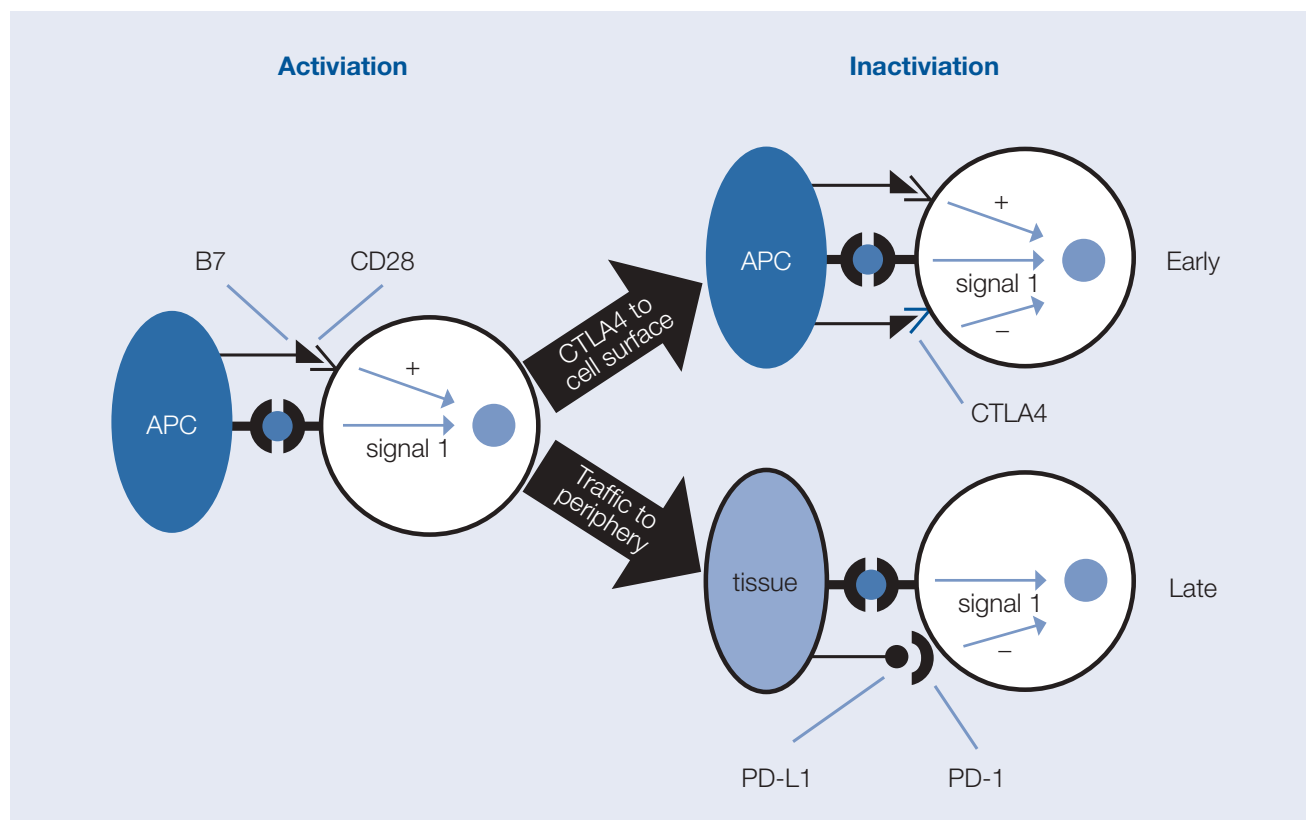 Activiation
Inactiviation
B7
CD28
APC
+
signal 1
CTLA4 to
cell surface
Traffic to
periphery
APC
+
signal 1
–
Early
CTLA4
tissue
signal 1
–
Late
PD-L1
PD-1